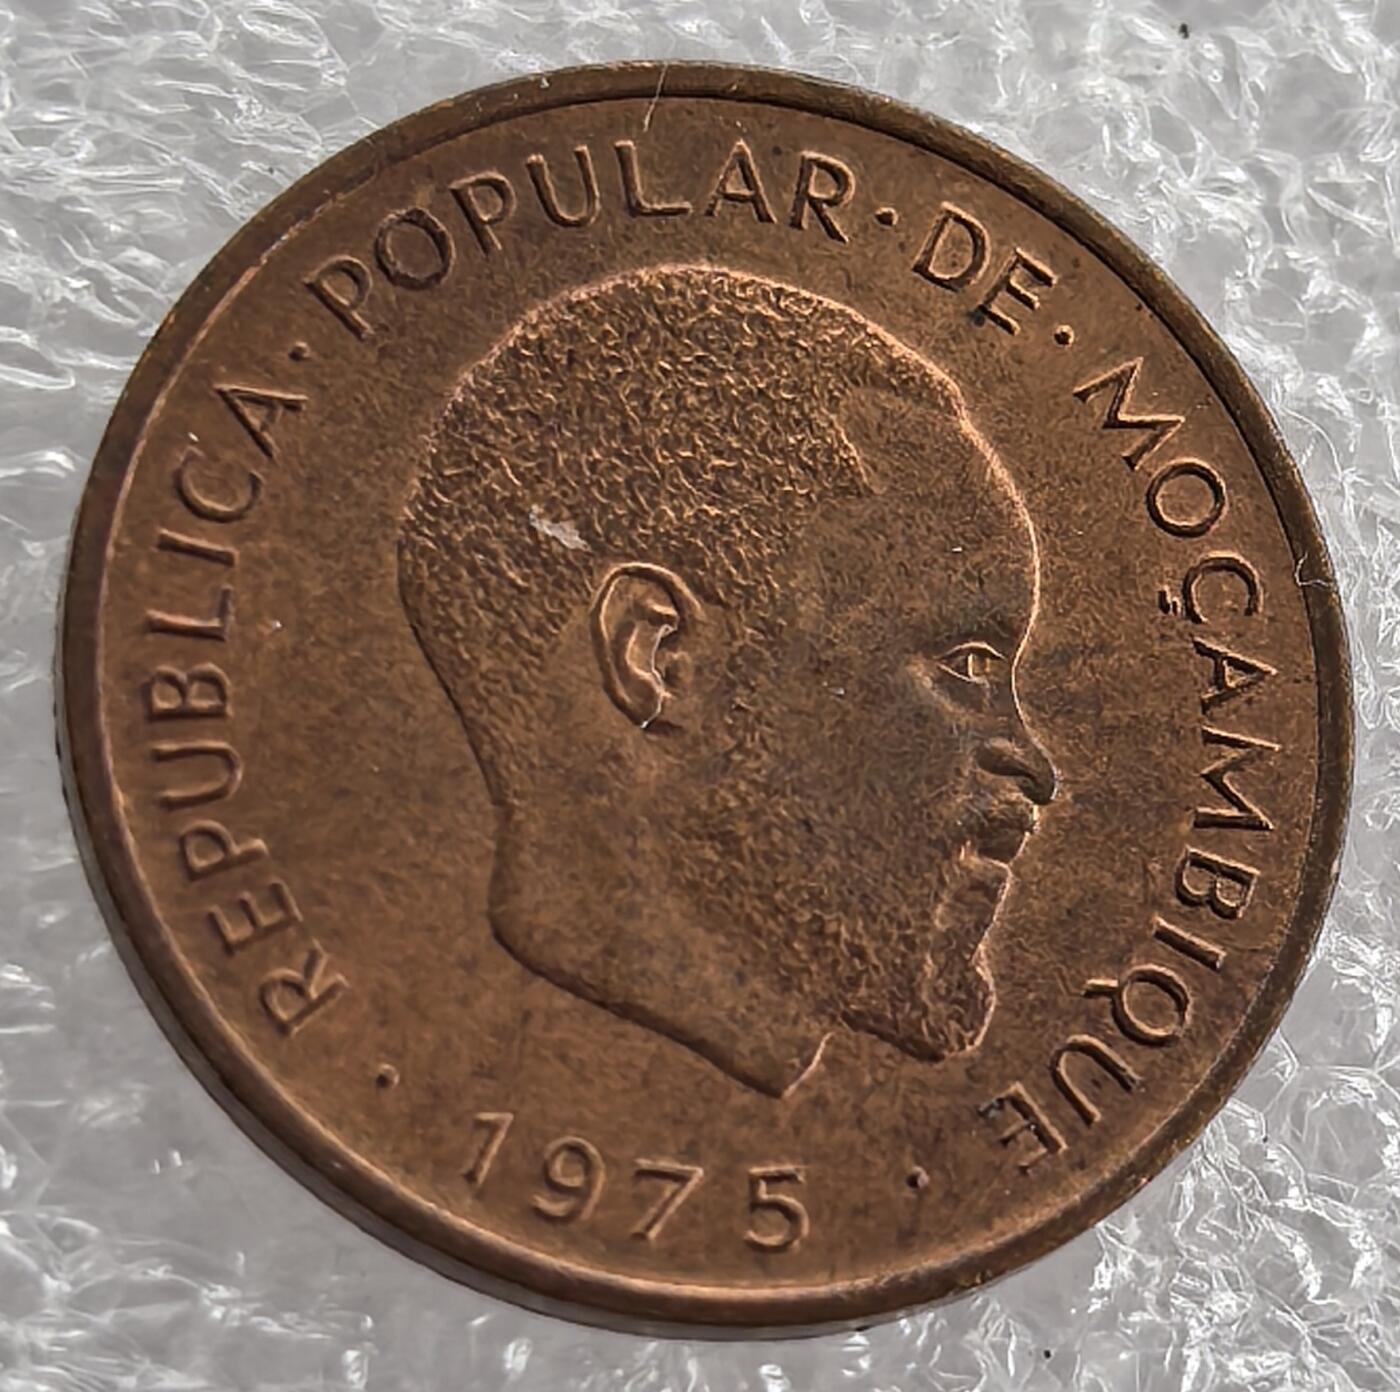 REPUBLICA · POPULAR · DE · MOÇAMBIQUE
· 1975 ·